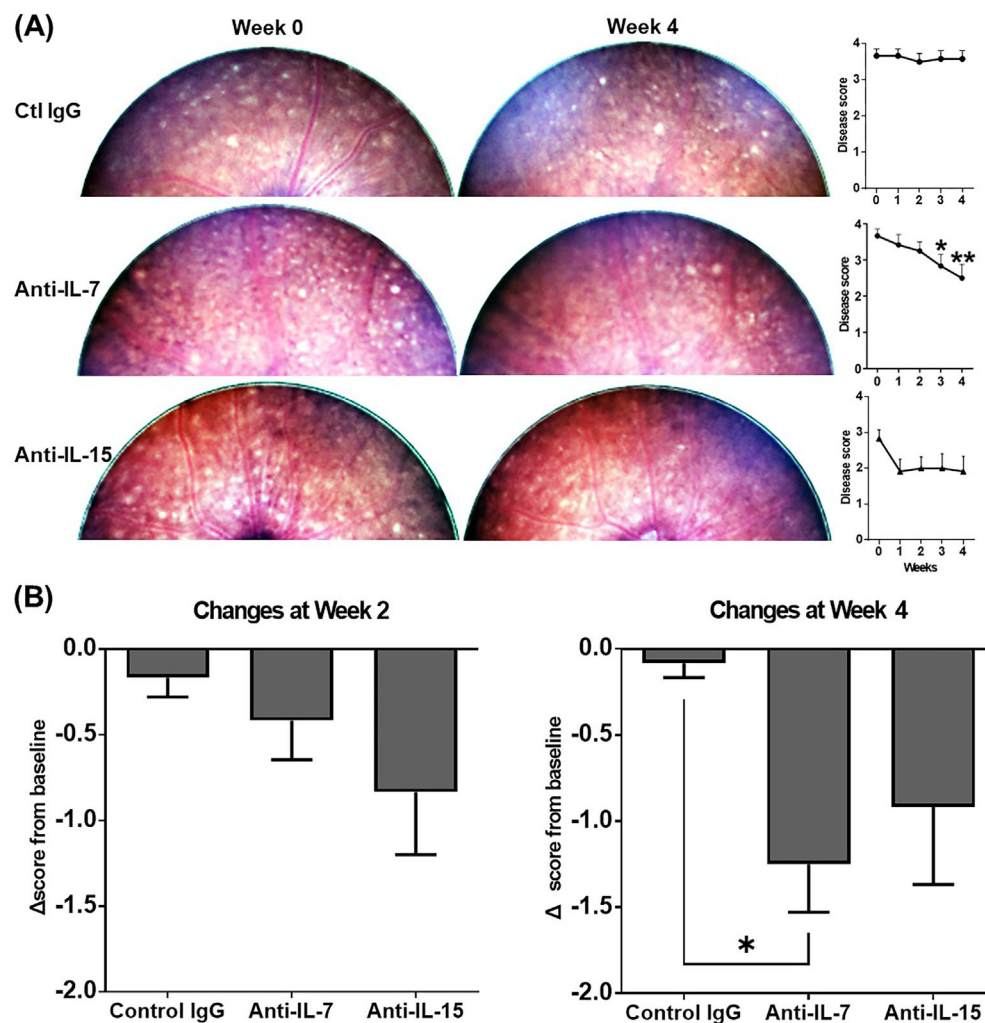 (A)
Week 0
Week 4
Ctl IgG
Disease score
4
3
2
1
0
0 1 2 3 4
Anti-IL-7
Disease score
4
3
2
1
0
*
**
0 1 2 3 4
Anti-IL-15
Disease score
4
3
2
1
0
0 1 2 3 4
Weeks
(B)
Changes at Week 2
Δscore from baseline
0.0
-0.5
-1.0
-1.5
-2.0
Control IgG Anti-IL-7 Anti-IL-15
Changes at Week 4
Δ score from baseline
0.0
-0.5
-1.0
-1.5
-2.0
*
Control IgG Anti-IL-7 Anti-IL-15